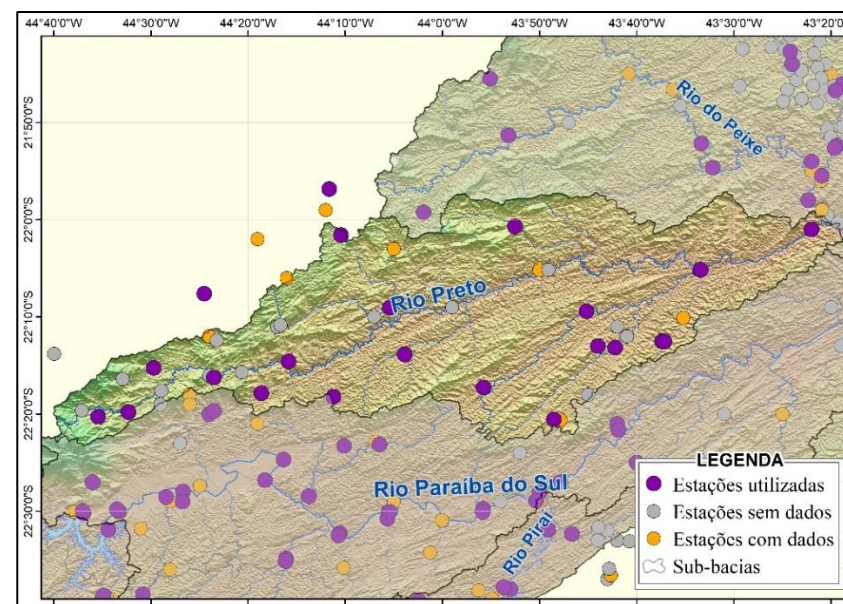 44°40'0"W 44°30'0"W 44°20'0"W 44°10'0"W 44°0'0"W 43°50'0"W 43°40'0"W 43°30'0"W 43°20'0"W
21°50'0"S
22°0'0"S
22°10'0"S
22°20'0"S
22°30'0"S
Rio do Peixe
Rio Preto
Rio Paraíba do Sul
Rio Piraí
LEGENDA
Estações utilizadas
Estações sem dados
Estações com dados
Sub-bacias